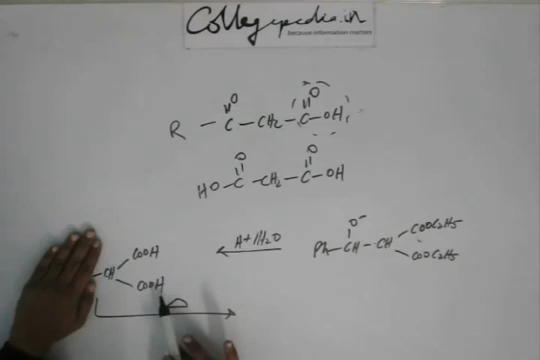 Collegepedia.in
because information matters
R - C - CH2 - C - OH
O O
HO - C - CH2 - C - OH
O O
CH COOH COOH
H+/H2O
Ph - CH - CH COOC2H5 COOC2H5
O-
Δ